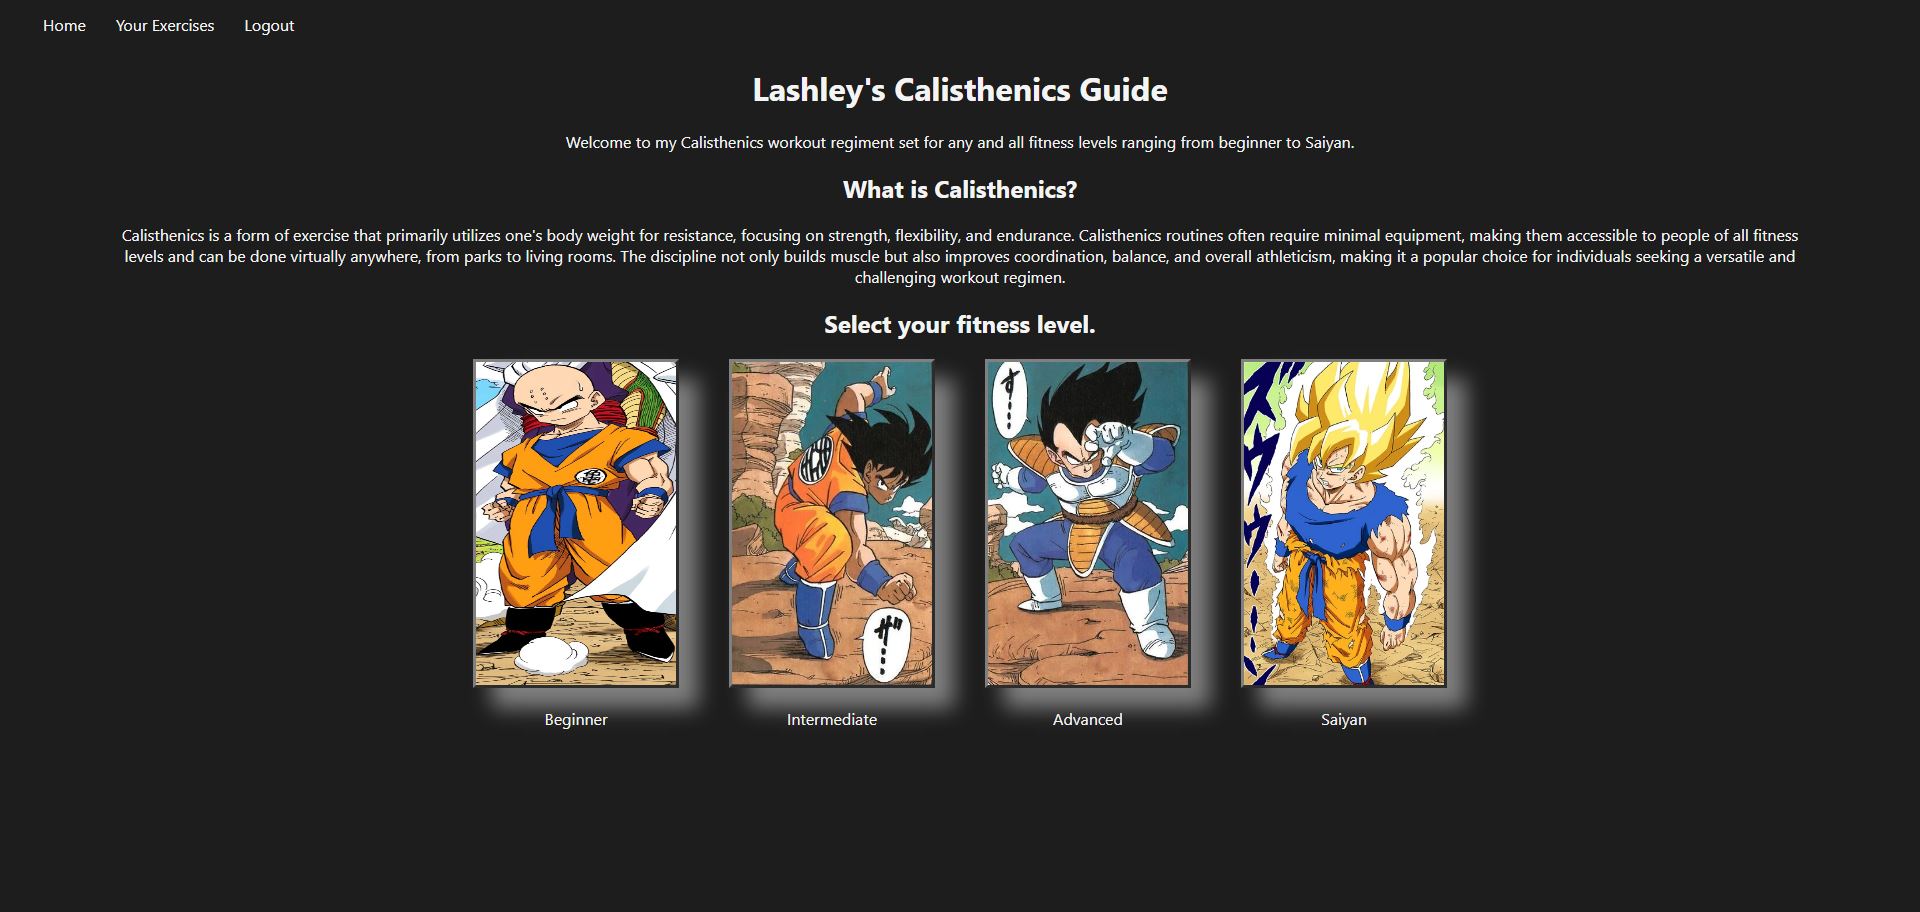 Home Your Exercises Logout
Lashley's Calisthenics Guide
Welcome to my Calisthenics workout regiment set for any and all fitness levels ranging from beginner to Saiyan.
What is Calisthenics?
Calisthenics is a form of exercise that primarily utilizes one's body weight for resistance, focusing on strength, flexibility, and endurance. Calisthenics routines often require minimal equipment, making them accessible to people of all fitness
levels and can be done virtually anywhere, from parks to living rooms. The discipline not only builds muscle but also improves coordination, balance, and overall athleticism, making it a popular choice for individuals seeking a versatile and
challenging workout regimen.
Select your fitness level.
す…
ザ…
Beginner Intermediate Advanced Saiyan